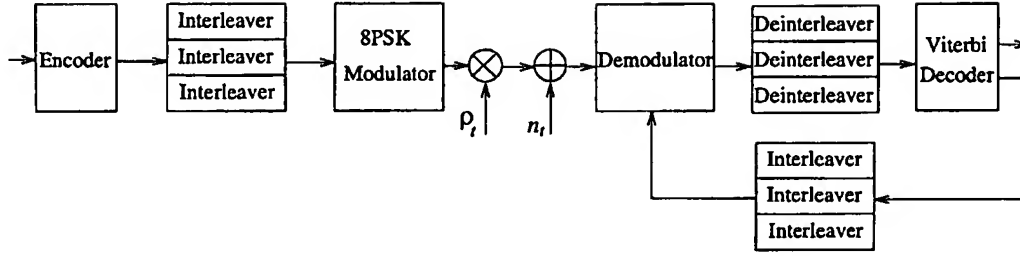 Encoder
Interleaver
Interleaver
Interleaver
8PSK
Modulator
ρt
nt
Demodulator
Deinterleaver
Deinterleaver
Deinterleaver
Viterbi
Decoder
Interleaver
Interleaver
Interleaver